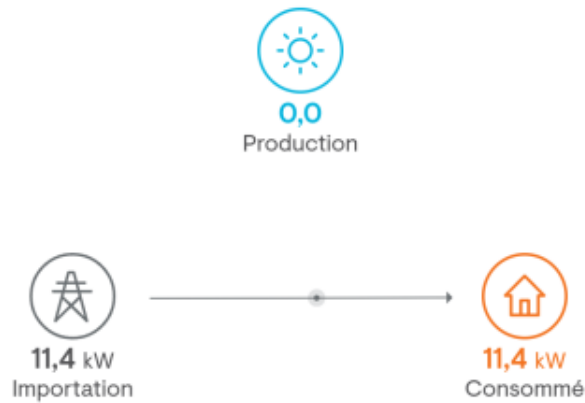 0,0
Production
11,4 kW
Importation
11,4 kW
Consommé